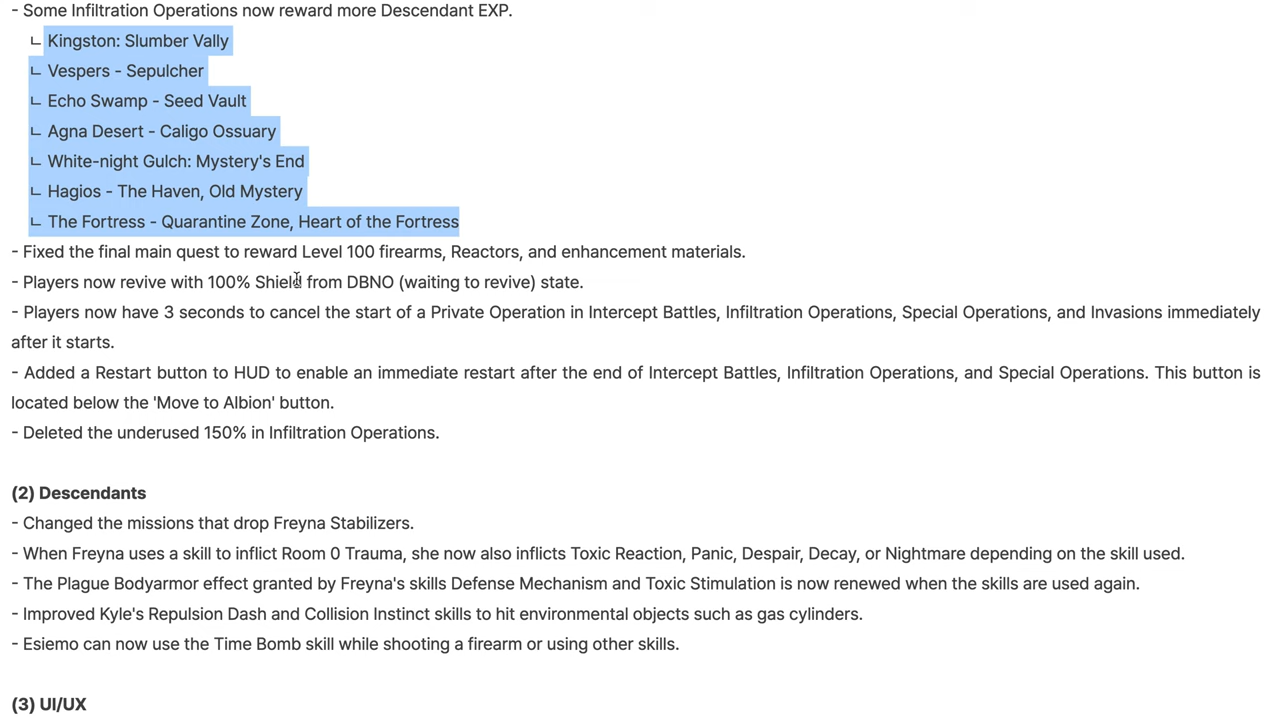 - Some Infiltration Operations now reward more Descendant EXP.
ㄴ Kingston: Slumber Vally
ㄴ Vespers - Sepulcher
ㄴ Echo Swamp - Seed Vault
ㄴ Agna Desert - Caligo Ossuary
ㄴ White-night Gulch: Mystery's End
ㄴ Hagios - The Haven, Old Mystery
ㄴ The Fortress - Quarantine Zone, Heart of the Fortress
- Fixed the final main quest to reward Level 100 firearms, Reactors, and enhancement materials.
- Players now revive with 100% Shield from DBNO (waiting to revive) state.
- Players now have 3 seconds to cancel the start of a Private Operation in Intercept Battles, Infiltration Operations, Special Operations, and Invasions immediately
after it starts.
- Added a Restart button to HUD to enable an immediate restart after the end of Intercept Battles, Infiltration Operations, and Special Operations. This button is
located below the 'Move to Albion' button.
- Deleted the underused 150% in Infiltration Operations.
(2) Descendants
- Changed the missions that drop Freyna Stabilizers.
- When Freyna uses a skill to inflict Room 0 Trauma, she now also inflicts Toxic Reaction, Panic, Despair, Decay, or Nightmare depending on the skill used.
- The Plague Bodyarmor effect granted by Freyna's skills Defense Mechanism and Toxic Stimulation is now renewed when the skills are used again.
- Improved Kyle's Repulsion Dash and Collision Instinct skills to hit environmental objects such as gas cylinders.
- Esiemo can now use the Time Bomb skill while shooting a firearm or using other skills.
(3) UI/UX